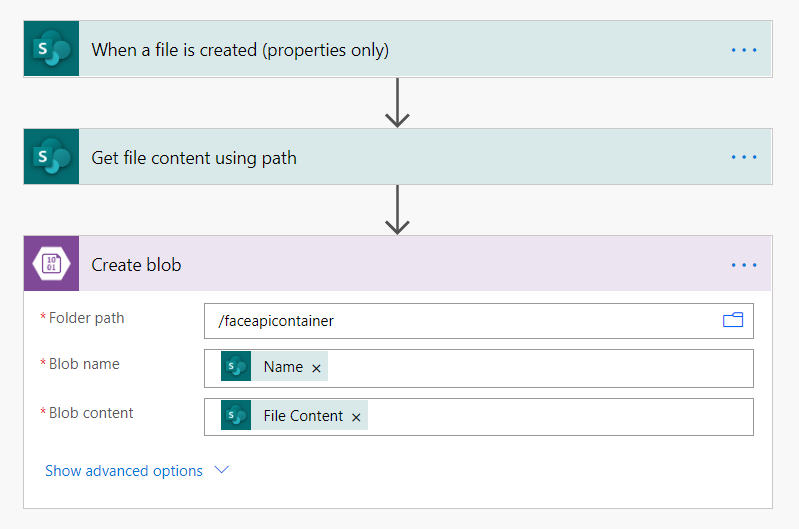 S
When a file is created (properties only)
S
Get file content using path
10
01
Create blob
* Folder path
/faceapicontainer
* Blob name
S
Name ×
* Blob content
S
File Content ×
Show advanced options